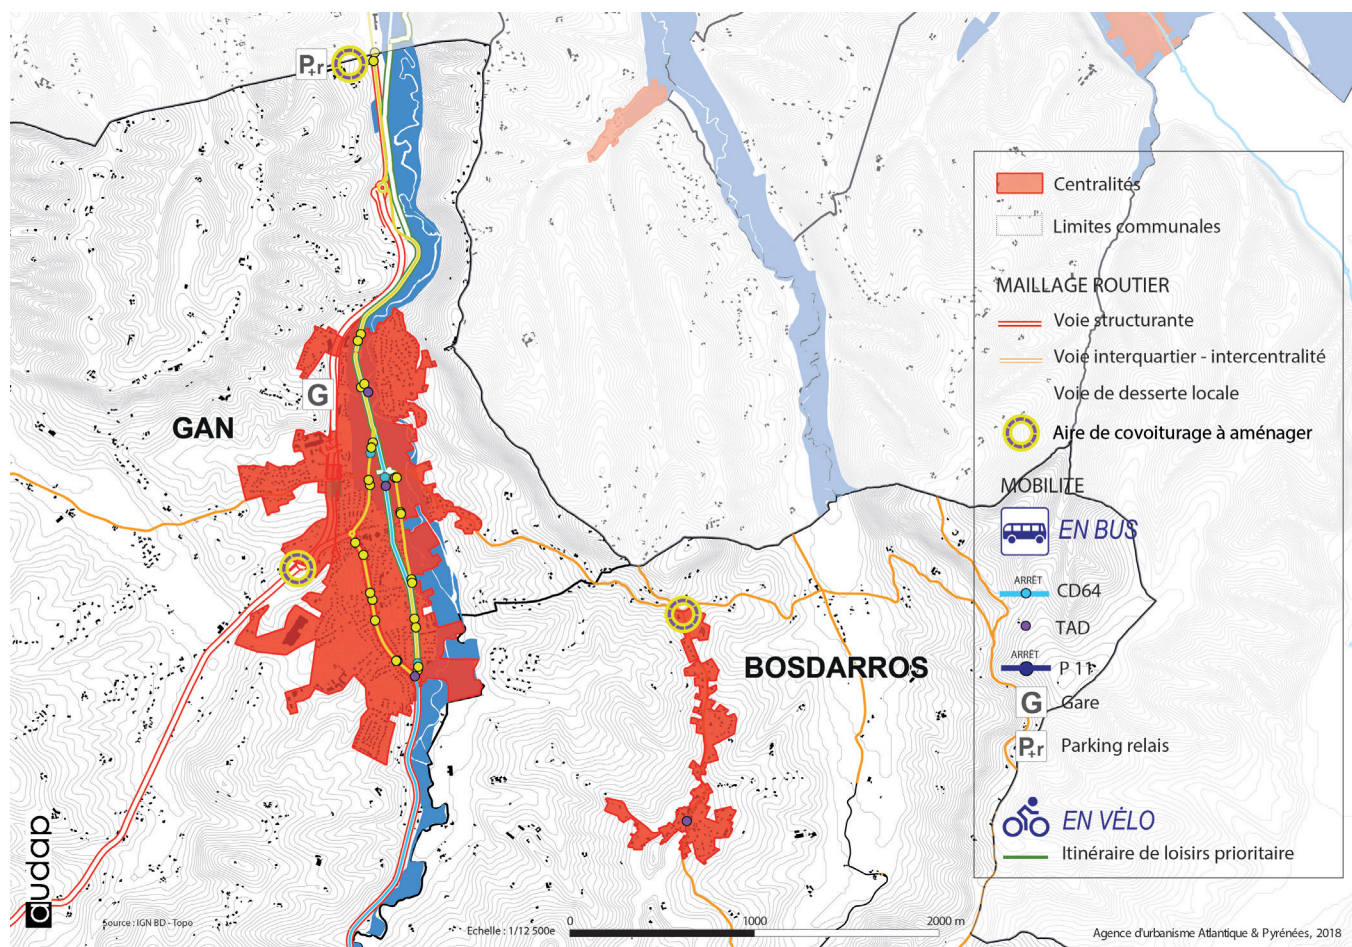 P+r
Centralités
Limites communales
MAILLAGE ROUTIER
Voie structurante
Voie interquartier - intercentralité
Voie de desserte locale
Aire de covoiturage à aménager
G
GAN
MOBILITE
EN BUS
ARRÊT
CD64
TAD
ARRÊT
P 11
BOSDARROS
G
Gare
P+r
Parking relais
EN VÉLO
Itinéraire de loisirs prioritaire
audap
Source : IGN BD - Topo
Echelle : 1/12 500e
0
1000
2000 m
Agence d'urbanisme Atlantique & Pyrénées, 2018